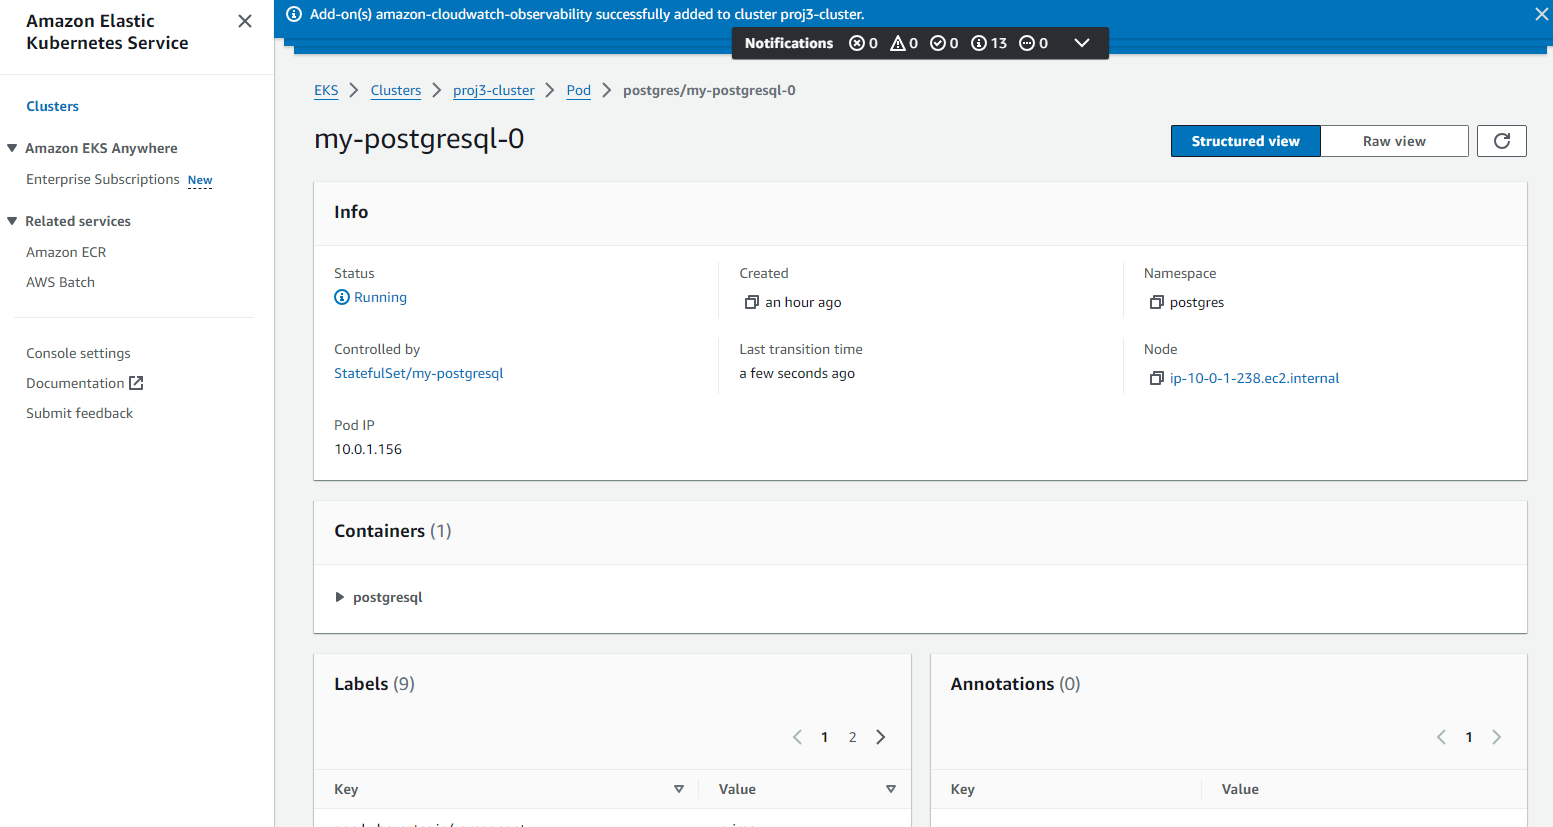 Amazon Elastic
Kubernetes Service
Clusters
Amazon EKS Anywhere
Enterprise Subscriptions New
Related services
Amazon ECR
AWS Batch
Console settings
Documentation
Submit feedback
Add-on(s) amazon-cloudwatch-observability successfully added to cluster proj3-cluster.
Notifications 0 0 0 13 0
EKS Clusters proj3-cluster Pod postgres/my-postgresql-0
my-postgresql-0
Structured view Raw view
Info
Status Created Namespace
Running an hour ago postgres
Controlled by Last transition time Node
StatefulSet/my-postgresql a few seconds ago ip-10-0-1-238.ec2.internal
Pod IP
10.0.1.156
Containers (1)
postgresql
Labels (9)
1 2
Key Value
Annotations (0)
1
Key Value